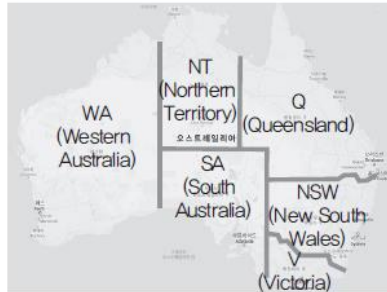 NT
(Northern
Territory)
WA
(Western
Australia)
Q
(Queensland)
오스트레일리아
SA
(South
Australia)
NSW
(New South
Wales)
V
(Victoria)